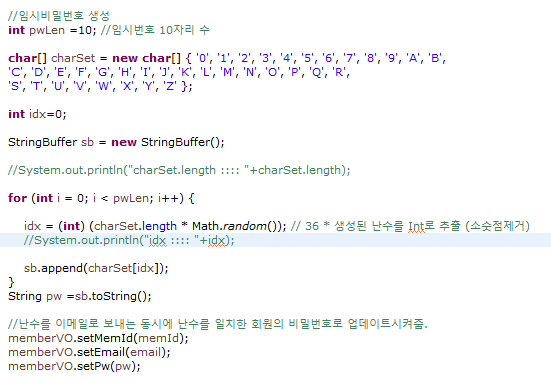 //임시비밀번호 생성
int pwLen =10; //임시번호 10자리 수
char[] charSet = new char[] { '0', '1', '2', '3', '4', '5', '6', '7', '8', '9', 'A', 'B',
'C', 'D', 'E', 'F', 'G', 'H', 'I', 'J', 'K', 'L', 'M', 'N', 'O', 'P', 'Q', 'R',
'S', 'T', 'U', 'V', 'W', 'X', 'Y', 'Z' };
int idx=0;
StringBuffer sb = new StringBuffer();
//System.out.println("charSet.length :::: "+charSet.length);
for (int i = 0; i < pwLen; i++) {
idx = (int) (charSet.length * Math.random()); // 36 * 생성된 난수를 Int로 추출 (소숫점제거)
//System.out.println("idx :::: "+idx);
sb.append(charSet[idx]);
}
String pw =sb.toString();
//난수를 이메일로 보내는 동시에 난수를 일치한 회원의 비밀번호로 업데이트시켜줌.
memberVO.setMemId(memId);
memberVO.setEmail(email);
memberVO.setPw(pw);